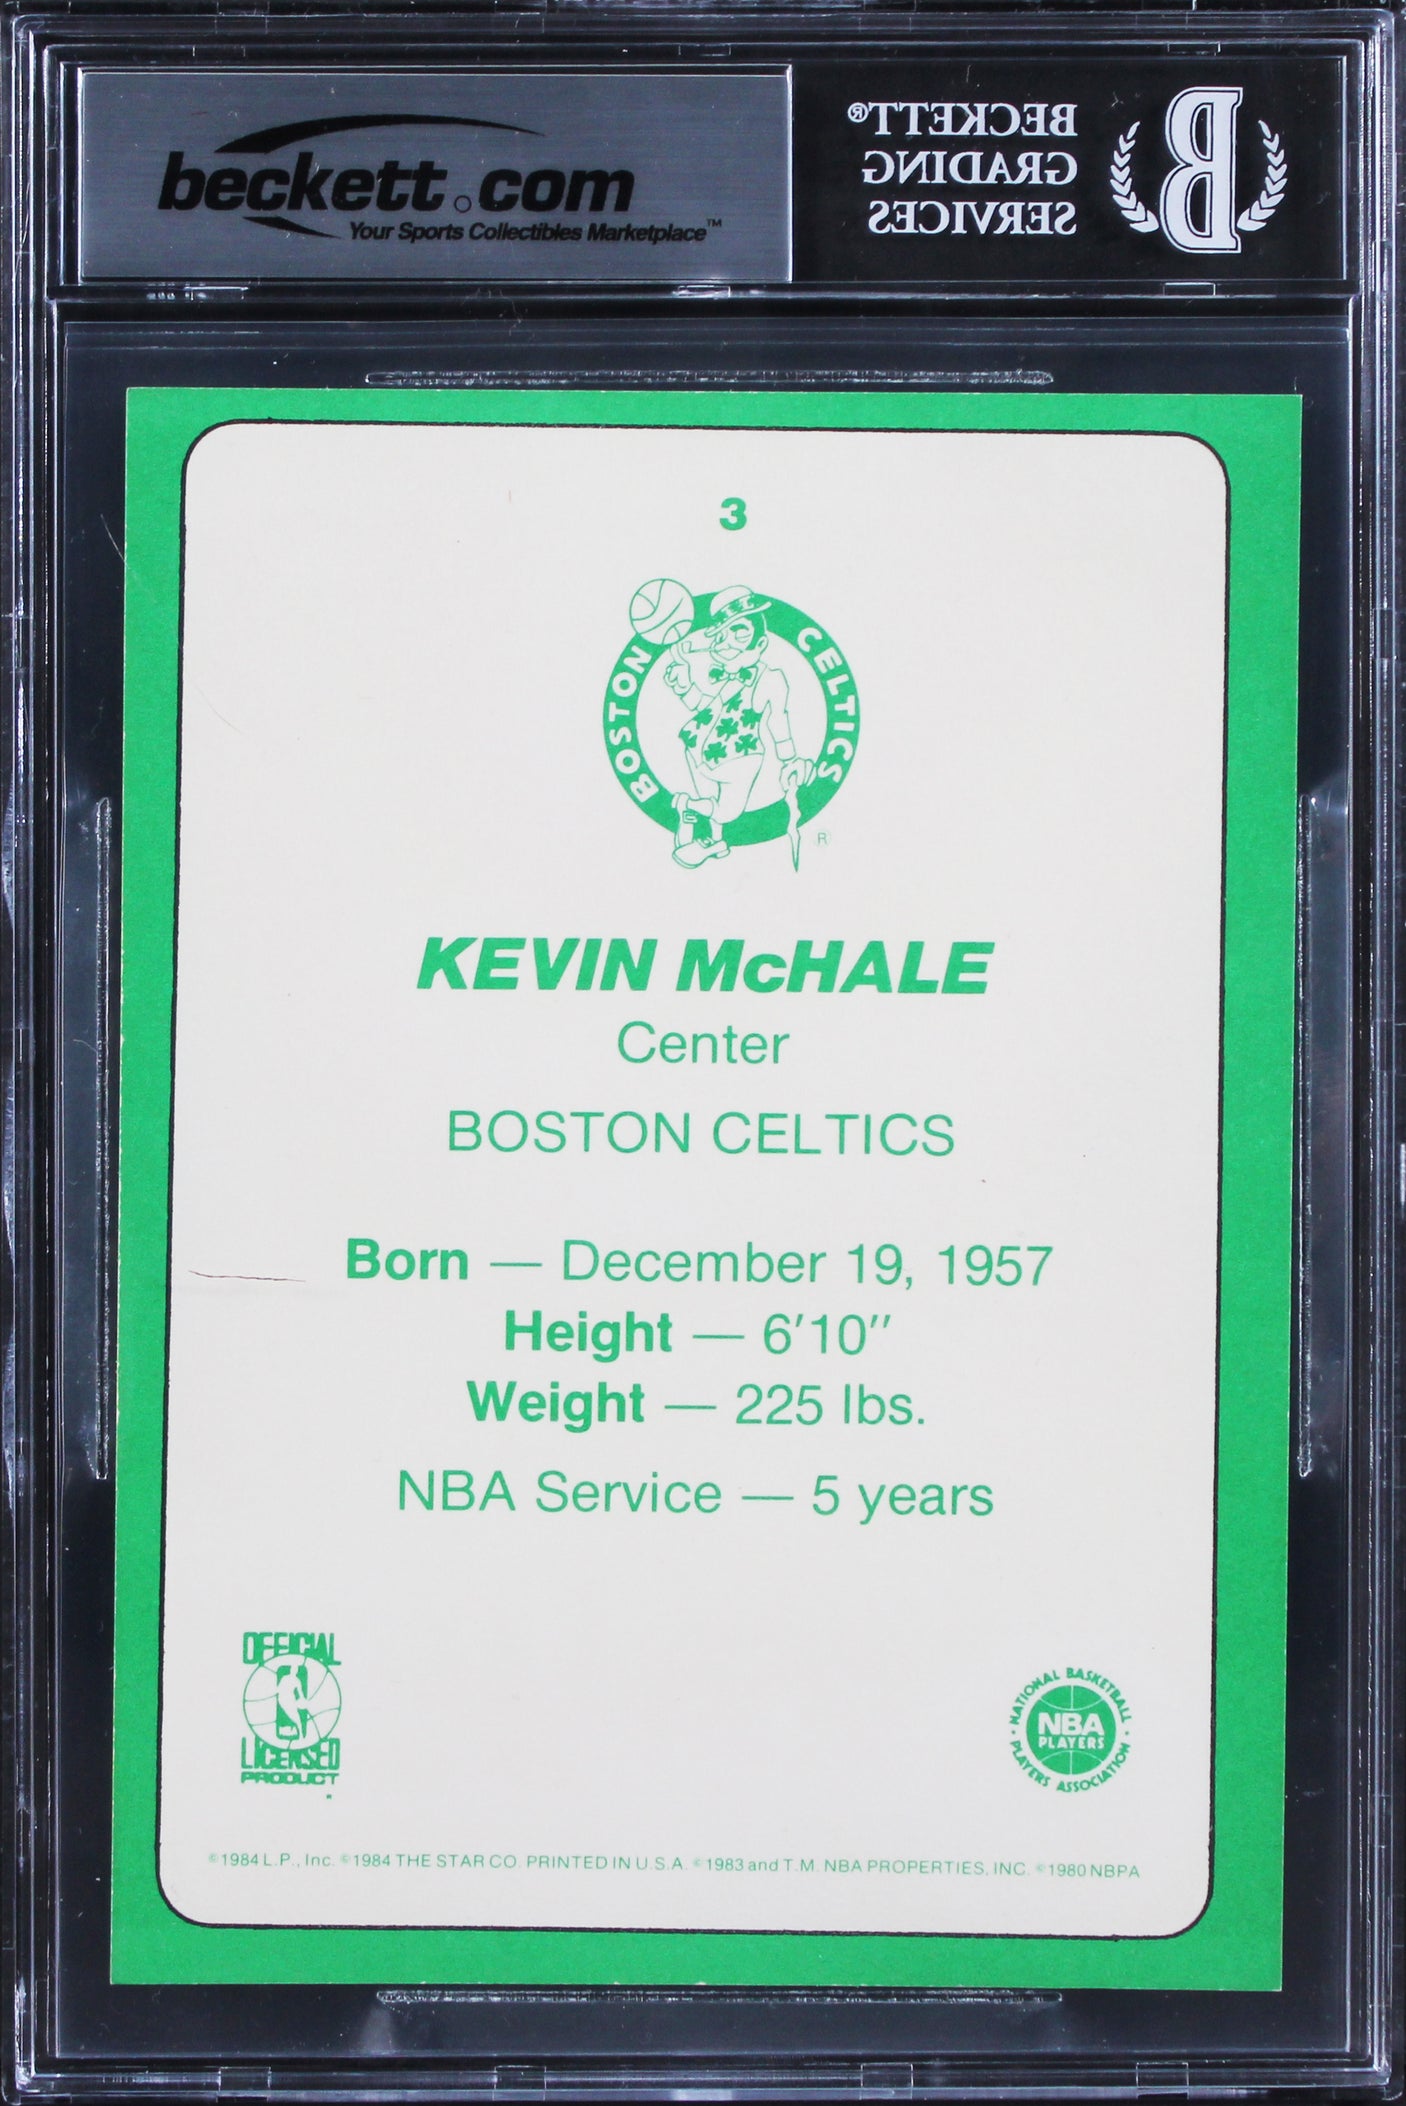 beckett.com
Your Sports Collectibles Marketplace™
BECKETT®
GRADING
SERVICES
B
3
BOSTON CELTICS
®
KEVIN McHALE
Center
BOSTON CELTICS
Born — December 19, 1957
Height — 6'10"
Weight — 225 lbs.
NBA Service — 5 years
OFFICIAL
LICENSED
PRODUCT
NATIONAL BASKETBALL
NBA
PLAYERS
PLAYERS ASSOCIATION
©1984 L.P., Inc. ©1984 THE STAR CO. PRINTED IN U.S.A. ©1983 and T.M. NBA PROPERTIES, INC. ©1980 NBPA